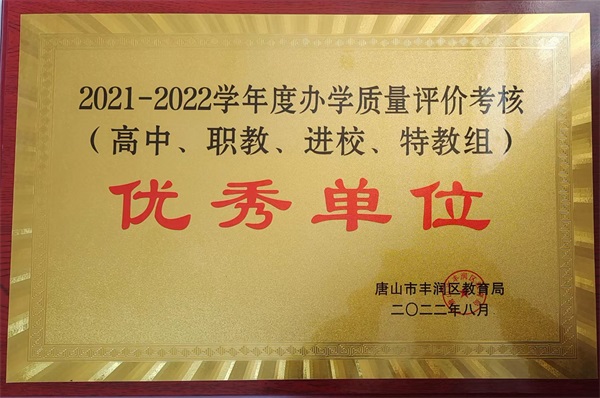 2021-2022学年度办学质量评价考核
（高中、职教、进校、特教组）
优秀单位
唐山市丰润区教育局
二〇二二年八月